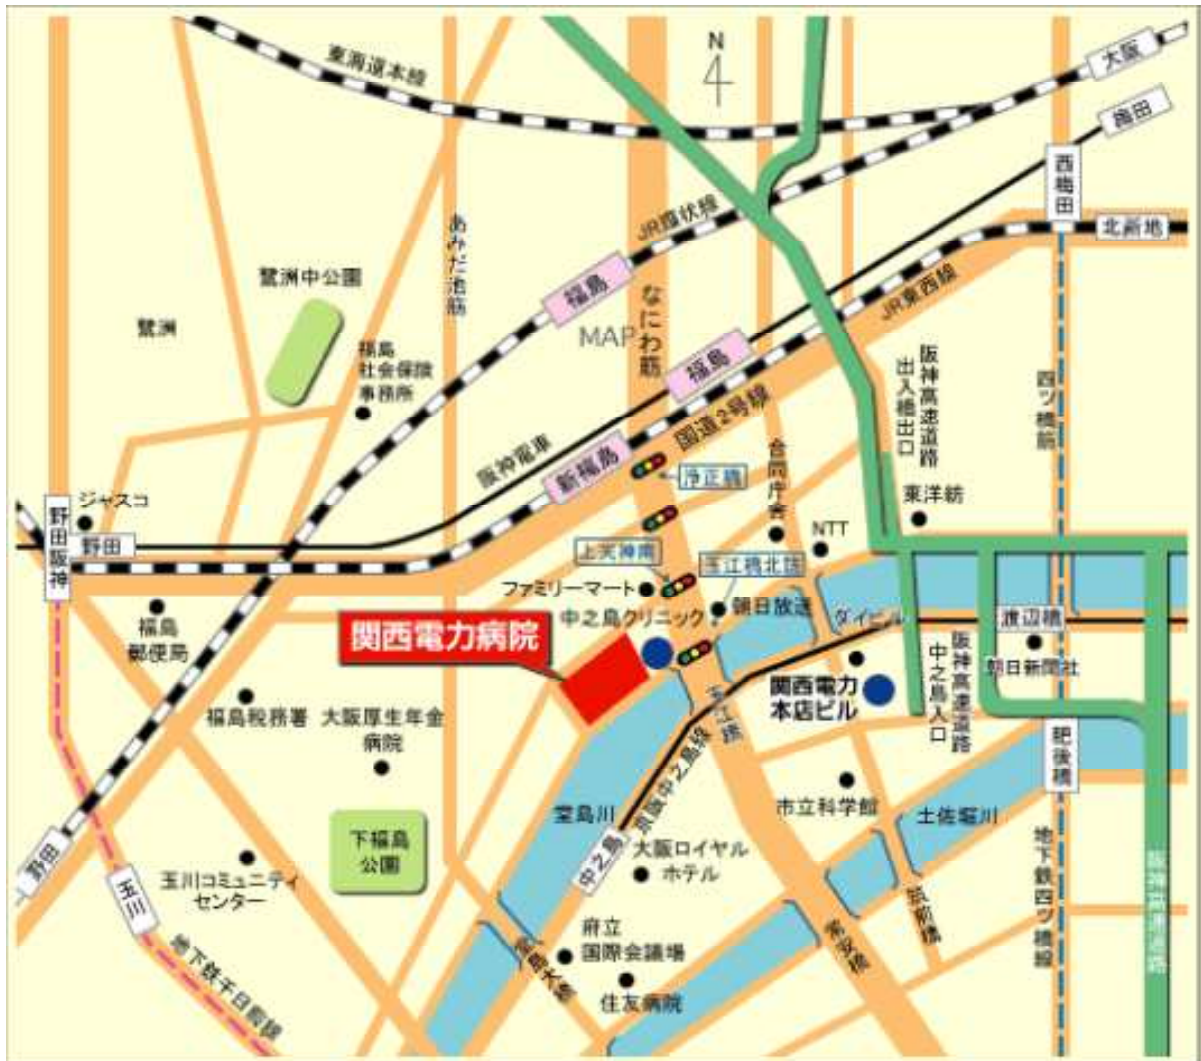 N
東海道本線
大阪
梅田
西梅田
北新地
JR環状線
あみだ池筋
なにわ筋
鷺洲中公園
鷺洲
福島
福島
社会保険
事務所
MAP
福島
JR東西線
阪神高速道路
出入橋出口
四ツ橋筋
国道2号線
阪神電車
新福島
浄正橋
合同庁舎
東洋紡
NTT
ジャスコ
野田阪神
野田
上天神南
玉江橋北詰
ファミリーマート
中之島クリニック
朝日放送
ダイビル
渡辺橋
福島
郵便局
関西電力病院
朝日新聞社
阪神高速道路
中之島入口
関西電力
本店ビル
玉江橋
福島税務署
大阪厚生年金
病院
肥後橋
京阪中之島線
市立科学館
堂島川
土佐堀川
中之島
大阪ロイヤル
ホテル
下福島
公園
野田
玉川
玉川コミュニティ
センター
地下鉄千日前線
筑前橋
常安橋
地下鉄四ツ橋線
阪神高速道路
府立
国際会議場
住友病院